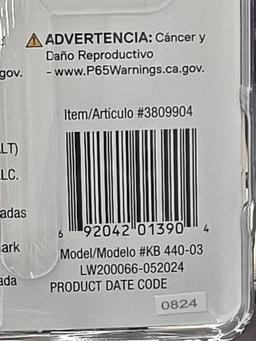 ADVERTENCIA: Cáncer y
Daño Reproductivo
gov. - www.P65Warnings.ca.gov.
Item/Artículo #3809904
LT)
LC.
adas
ark
ada
6 92042 01390 4
Model/Modelo #KB 440-03
LW200066-052024
PRODUCT DATE CODE
0824